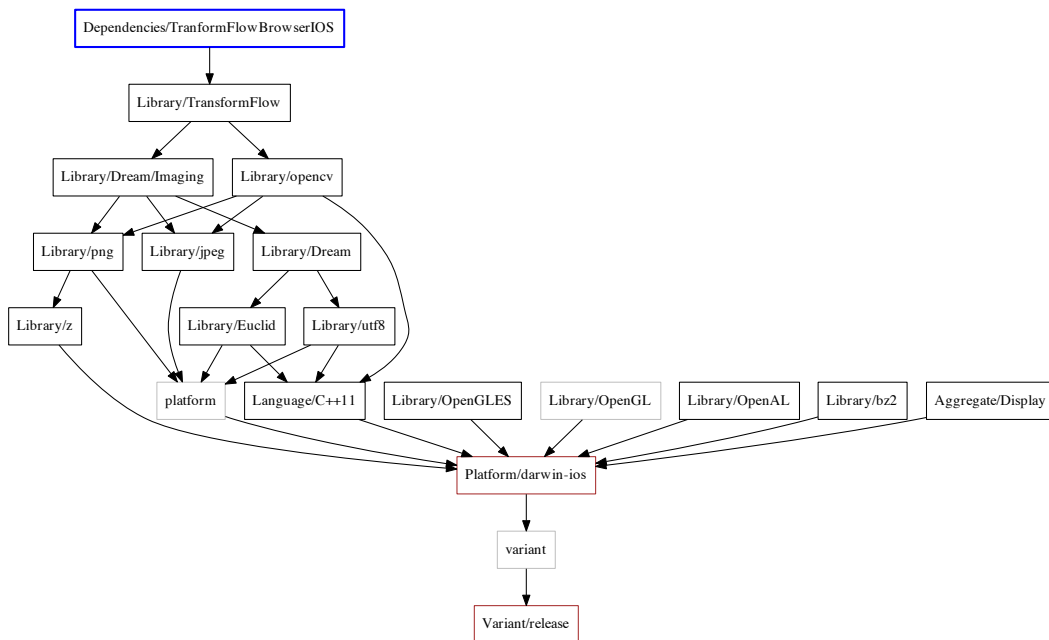 Dependencies/TranformFlowBrowserIOS
Library/TransformFlow
Library/Dream/Imaging
Library/opencv
Library/png
Library/jpeg
Library/Dream
Library/z
Library/Euclid
Library/utf8
platform
Language/C++11
Library/OpenGLES
Library/OpenGL
Library/OpenAL
Library/bz2
Aggregate/Display
Platform/darwin-ios
variant
Variant/release